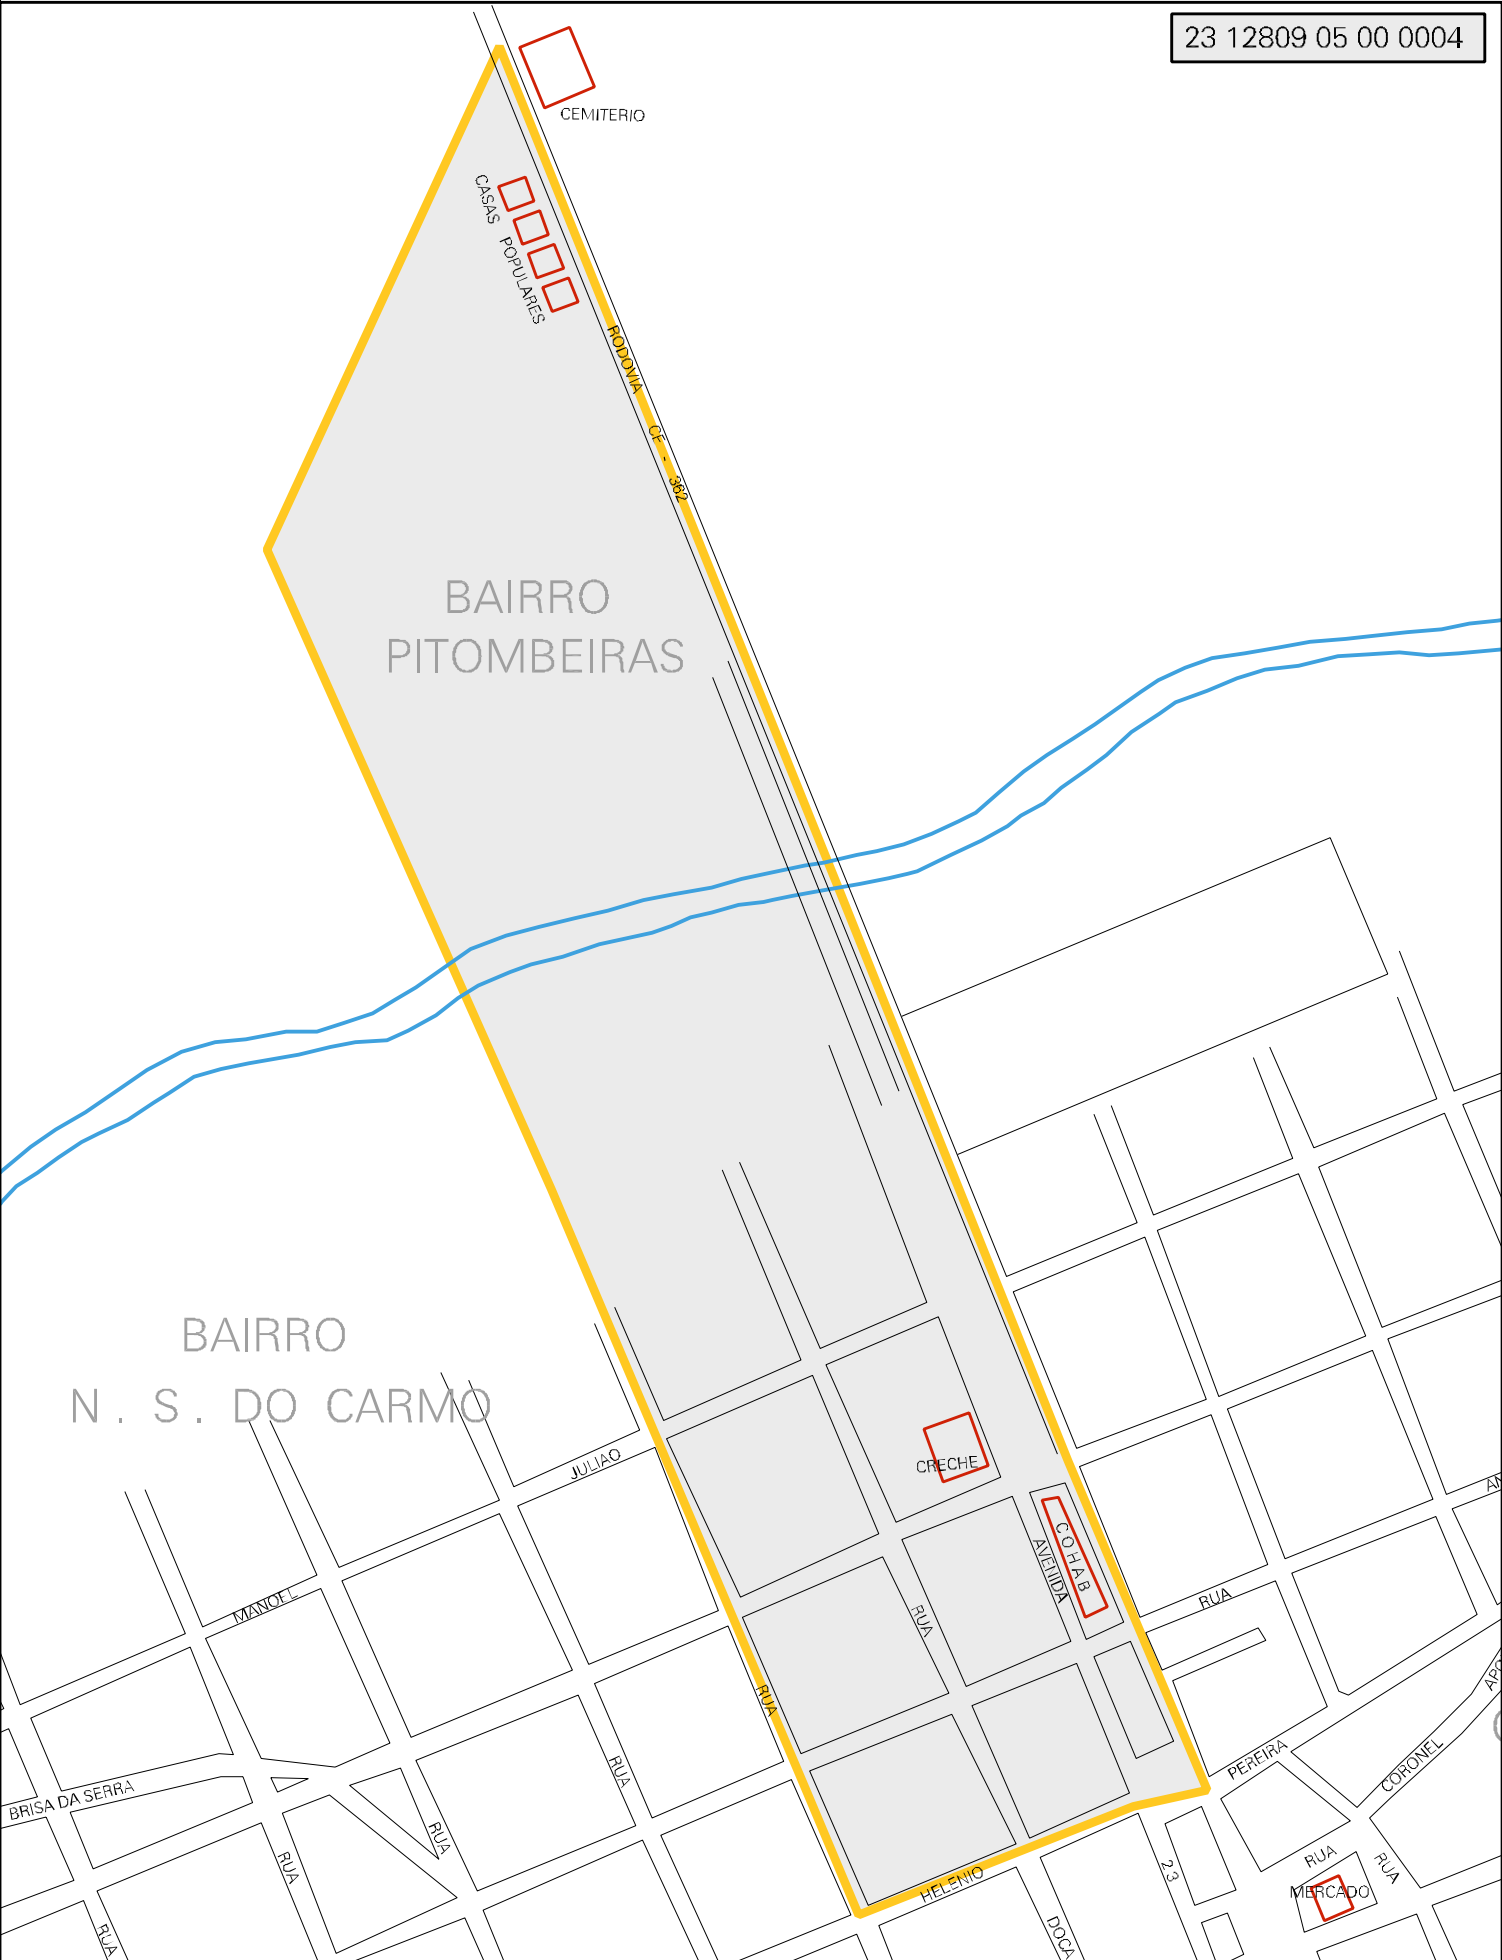 23 12809 05 00 0004
CEMITERIO
CASAS POPULARES
RODOVIA CE - 362
BAIRRO
PITOMBEIRAS
BAIRRO
N . S . DO CARMO
JULIAO
CRECHE
COHAB
AVENIDA
AN
RUA
MANOEL
RUA
RUA
APO
RUA
PEREIRA
CORONEL
BRISA DA SERRA
RUA
RUA
RUA
RUA
MERCADO
HELENIO
23
DOCA
RUA
RUA